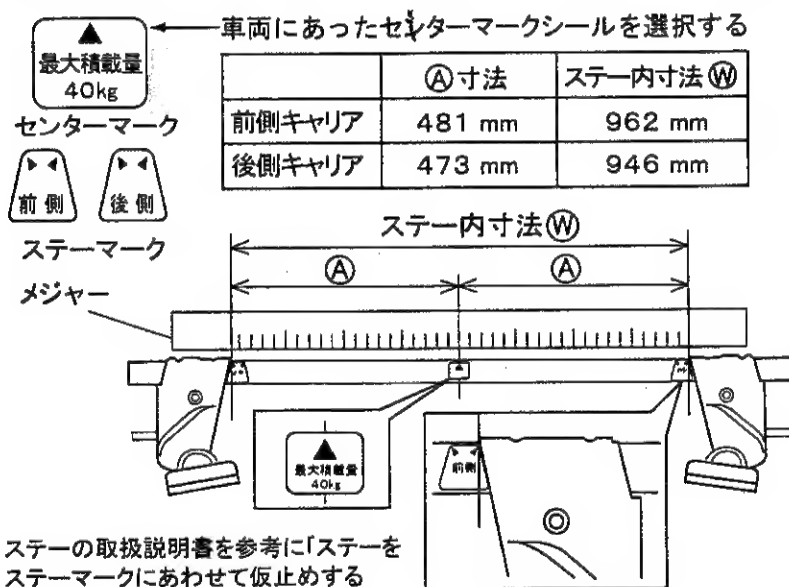 ▲
最大積載量
40kg
センターマーク
車両にあったセンターマークシールを選択する
Ⓐ寸法 ステー内寸法Ⓦ
前側キャリア 481 mm 962 mm
後側キャリア 473 mm 946 mm
前側 後側
ステーマーク
ステー内寸法Ⓦ
Ⓐ Ⓐ
メジャー
▲
最大積載量
40kg
前側
ステーの取扱説明書を参考に「ステーを
ステーマークにあわせて仮止めする